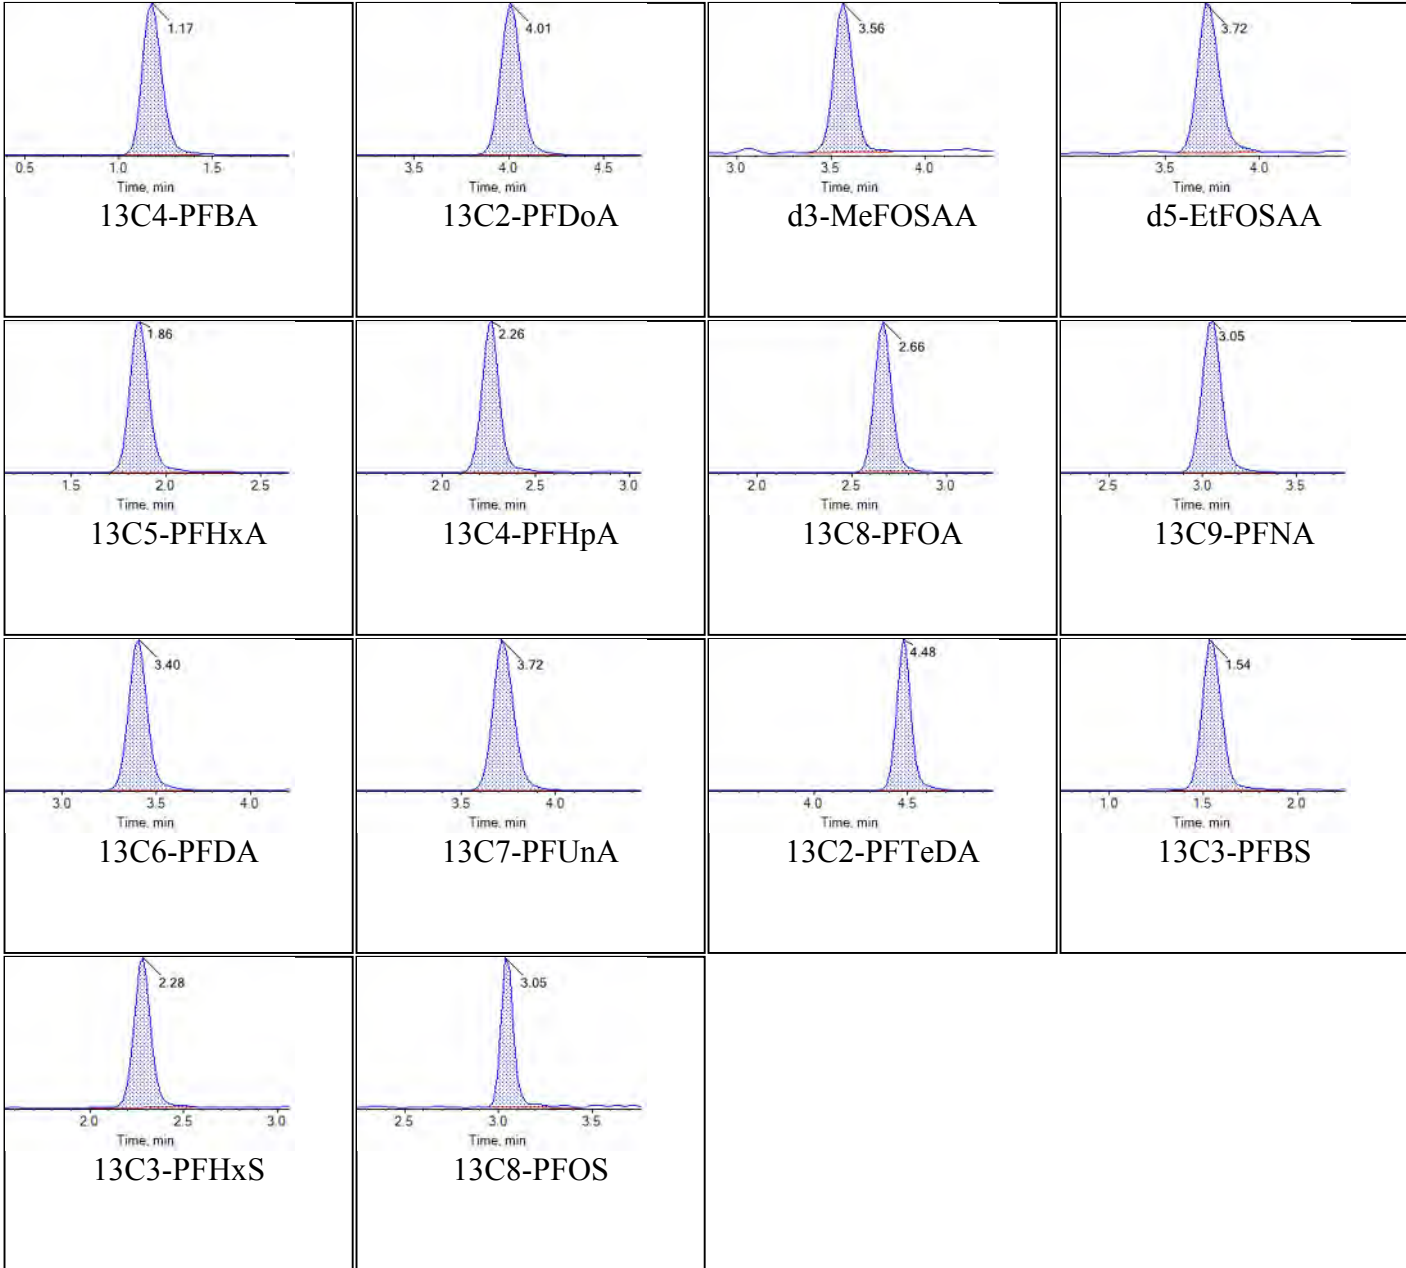 1.17
0.5 1.0 1.5
Time, min
13C4-PFBA
4.01
3.5 4.0 4.5
Time, min
13C2-PFDoA
3.56
3.0 3.5 4.0
Time, min
d3-MeFOSAA
3.72
3.5 4.0
Time, min
d5-EtFOSAA
1.86
1.5 2.0 2.5
Time, min
13C5-PFHxA
2.26
2.0 2.5 3.0
Time, min
13C4-PFHpA
2.66
2.0 2.5 3.0
Time, min
13C8-PFOA
3.05
2.5 3.0 3.5
Time, min
13C9-PFNA
3.40
3.0 3.5 4.0
Time, min
13C6-PFDA
3.72
3.5 4.0
Time, min
13C7-PFUnA
4.48
4.0 4.5
Time, min
13C2-PFTeDA
1.54
1.0 1.5 2.0
Time, min
13C3-PFBS
2.28
2.0 2.5 3.0
Time, min
13C3-PFHxS
3.05
2.5 3.0 3.5
Time, min
13C8-PFOS